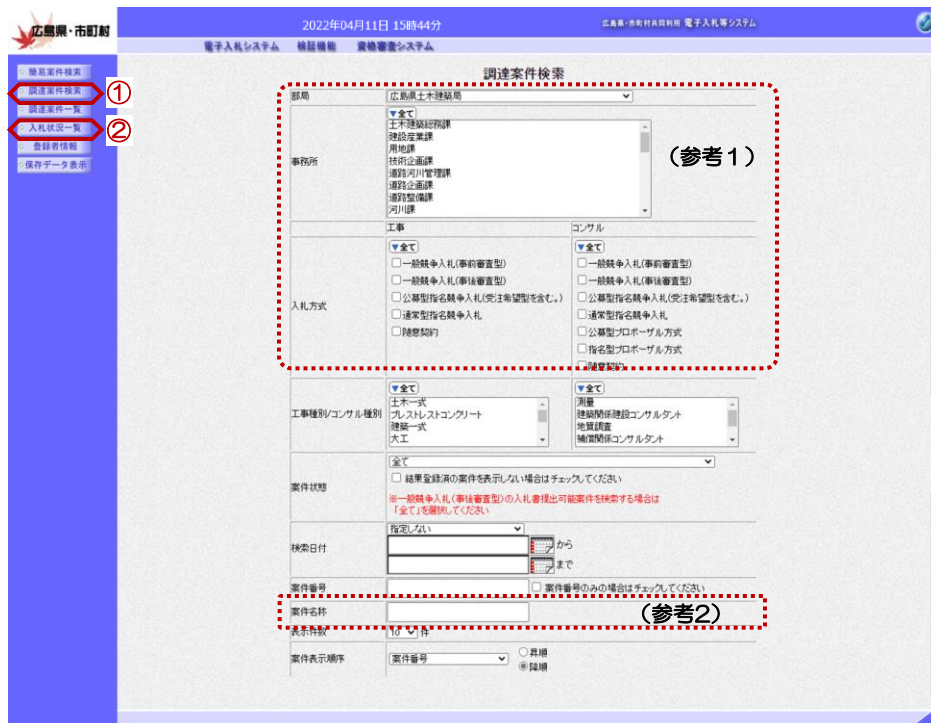 広島県・市町村
2022年04月11日 15時44分
広島県・市町村共同利用 電子入札等システム
電子入札システム 検証機能 資格審査システム
簡易案件検索
調達案件検索
①
調達案件一覧
入札状況一覧
②
登録者情報
保存データ表示
調達案件検索
部局
広島県土木建築局
事務所
▼全て
土木建築総務課
建設産業課
用地課
技術企画課
道路河川管理課
道路企画課
道路整備課
河川課
(参考1)
工事 コンサル
入札方式
▼全て
一般競争入札(事前審査型)
一般競争入札(事後審査型)
公募型指名競争入札(受注希望型を含む。)
通常型指名競争入札
随意契約
▼全て
一般競争入札(事前審査型)
一般競争入札(事後審査型)
公募型指名競争入札(受注希望型を含む。)
通常型指名競争入札
公募型プロポーザル方式
指名型プロポーザル方式
随意契約
工事種別/コンサル種別
▼全て
土木一式
プレストレストコンクリート
建築一式
大工
▼全て
測量
建築関係建設コンサルタント
地質調査
補償関係コンサルタント
案件状態
全て
結果登録済の案件を表示しない場合はチェックしてください
※一般競争入札(事後審査型)の入札書提出可能案件を検索する場合は
「全て」を選択してください
検索日付
指定しない
から
まで
案件番号
案件番号のみの場合はチェックしてください
案件名称
(参考2)
表示件数
10 件
案件表示順序
案件番号
昇順
降順